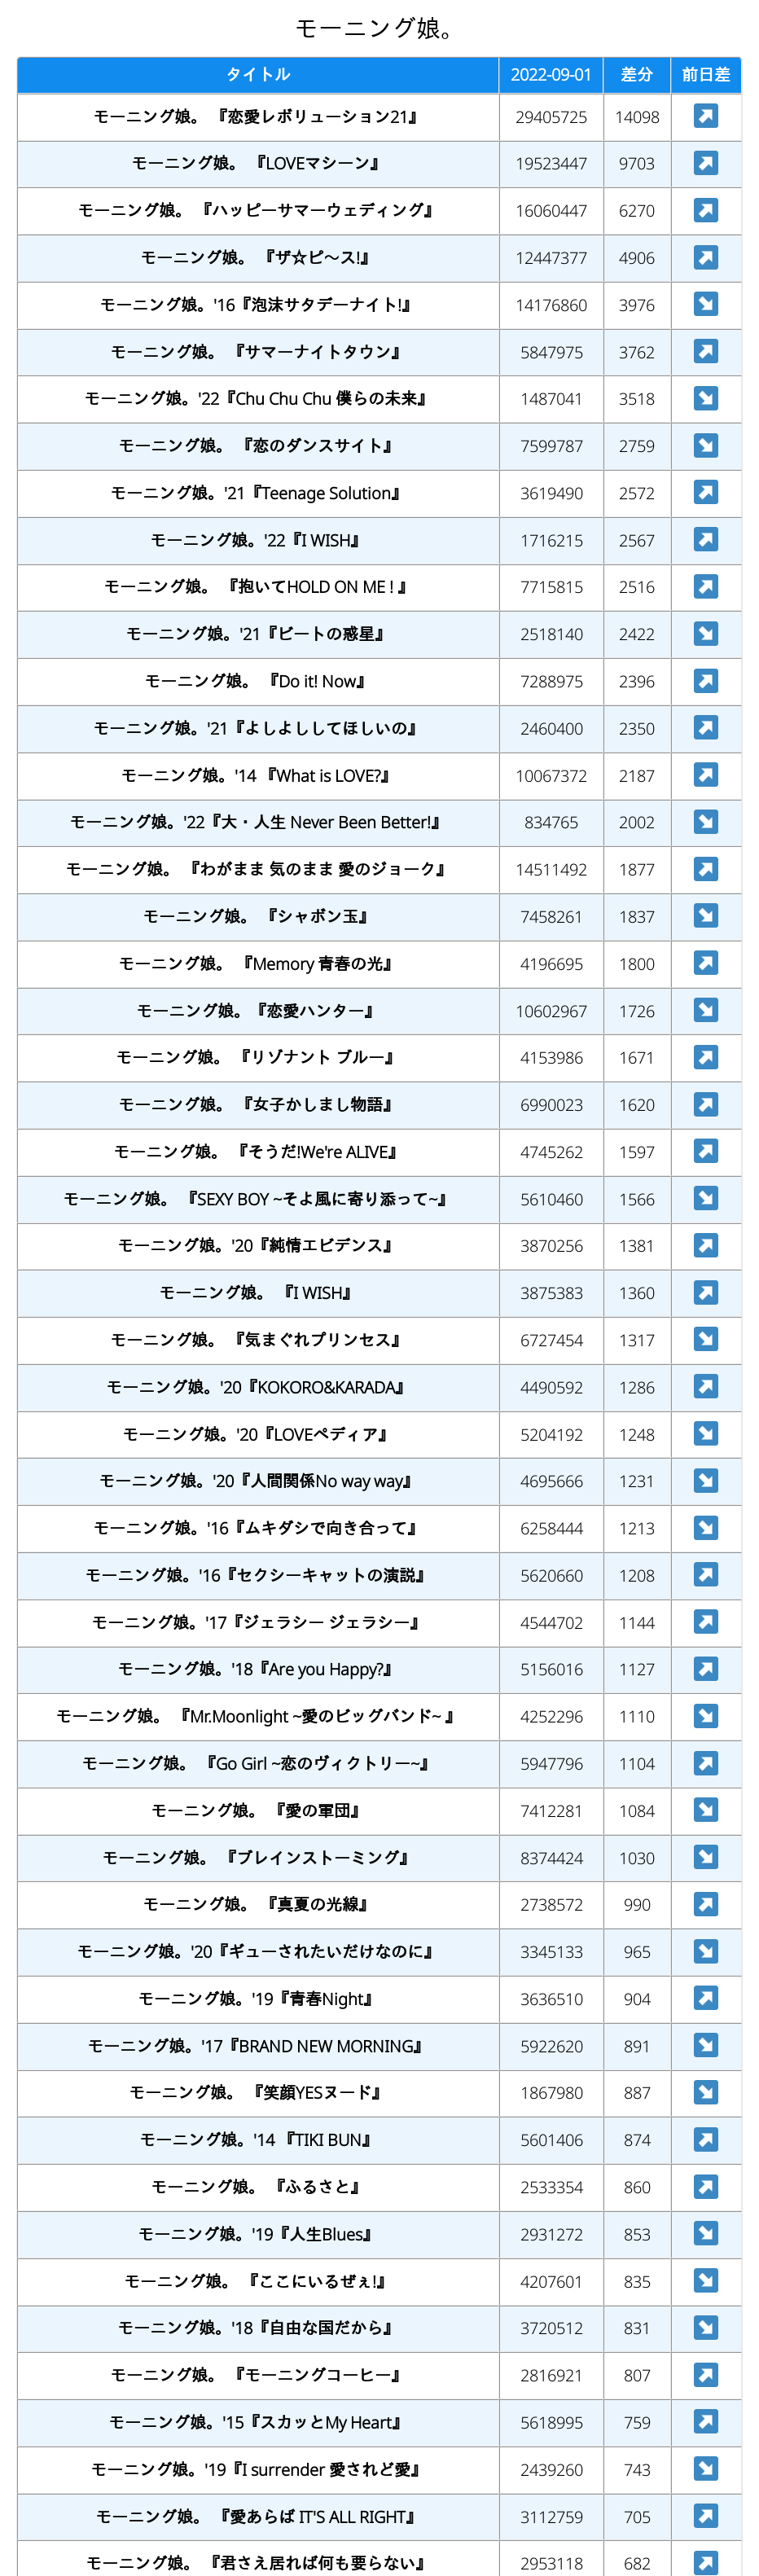 モーニング娘。
タイトル 2022-09-01 差分 前日差
モーニング娘。 『恋愛レボリューション21』 29405725 14098 ↗
モーニング娘。 『LOVEマシーン』 19523447 9703 ↗
モーニング娘。 『ハッピーサマーウェディング』 16060447 6270 ↗
モーニング娘。 『ザ☆ピ〜ス!』 12447377 4906 ↗
モーニング娘。'16『泡沫サタデーナイト!』 14176860 3976 ↘
モーニング娘。 『サマーナイトタウン』 5847975 3762 ↗
モーニング娘。'22『Chu Chu Chu 僕らの未来』 1487041 3518 ↘
モーニング娘。 『恋のダンスサイト』 7599787 2759 ↘
モーニング娘。'21『Teenage Solution』 3619490 2572 ↗
モーニング娘。'22『I WISH』 1716215 2567 ↗
モーニング娘。 『抱いてHOLD ON ME ! 』 7715815 2516 ↗
モーニング娘。'21『ビートの惑星』 2518140 2422 ↘
モーニング娘。 『Do it! Now』 7288975 2396 ↗
モーニング娘。'21『よしよししてほしいの』 2460400 2350 ↗
モーニング娘。'14 『What is LOVE?』 10067372 2187 ↗
モーニング娘。'22『大・人生 Never Been Better!』 834765 2002 ↘
モーニング娘。 『わがまま 気のまま 愛のジョーク』 14511492 1877 ↗
モーニング娘。 『シャボン玉』 7458261 1837 ↘
モーニング娘。 『Memory 青春の光』 4196695 1800 ↗
モーニング娘。『恋愛ハンター』 10602967 1726 ↘
モーニング娘。 『リゾナント ブルー』 4153986 1671 ↗
モーニング娘。 『女子かしまし物語』 6990023 1620 ↗
モーニング娘。 『そうだ!We're ALIVE』 4745262 1597 ↗
モーニング娘。 『SEXY BOY ~そよ風に寄り添って~』 5610460 1566 ↘
モーニング娘。'20『純情エビデンス』 3870256 1381 ↗
モーニング娘。 『I WISH』 3875383 1360 ↗
モーニング娘。 『気まぐれプリンセス』 6727454 1317 ↘
モーニング娘。'20『KOKORO&KARADA』 4490592 1286 ↗
モーニング娘。'20『LOVEペディア』 5204192 1248 ↘
モーニング娘。'20『人間関係No way way』 4695666 1231 ↘
モーニング娘。'16『ムキダシで向き合って』 6258444 1213 ↘
モーニング娘。'16『セクシーキャットの演説』 5620660 1208 ↗
モーニング娘。'17『ジェラシー ジェラシー』 4544702 1144 ↗
モーニング娘。'18『Are you Happy?』 5156016 1127 ↗
モーニング娘。 『Mr.Moonlight ~愛のビッグバンド~ 』 4252296 1110 ↘
モーニング娘。 『Go Girl ~恋のヴィクトリー~』 5947796 1104 ↗
モーニング娘。 『愛の軍団』 7412281 1084 ↘
モーニング娘。 『ブレインストーミング』 8374424 1030 ↘
モーニング娘。 『真夏の光線』 2738572 990 ↗
モーニング娘。'20『ギューされたいだけなのに』 3345133 965 ↘
モーニング娘。'19『青春Night』 3636510 904 ↗
モーニング娘。'17『BRAND NEW MORNING』 5922620 891 ↘
モーニング娘。 『笑顔YESヌード』 1867980 887 ↘
モーニング娘。'14 『TIKI BUN』 5601406 874 ↗
モーニング娘。 『ふるさと』 2533354 860 ↗
モーニング娘。'19『人生Blues』 2931272 853 ↘
モーニング娘。 『ここにいるぜぇ!』 4207601 835 ↘
モーニング娘。'18『自由な国だから』 3720512 831 ↘
モーニング娘。 『モーニングコーヒー』 2816921 807 ↗
モーニング娘。'15『スカッとMy Heart』 5618995 759 ↗
モーニング娘。'19『I surrender 愛されど愛』 2439260 743 ↘
モーニング娘。 『愛あらば IT'S ALL RIGHT』 3112759 705 ↗
モーニング娘。 『君さえ居れば何も要らない』 2953118 682 ↗